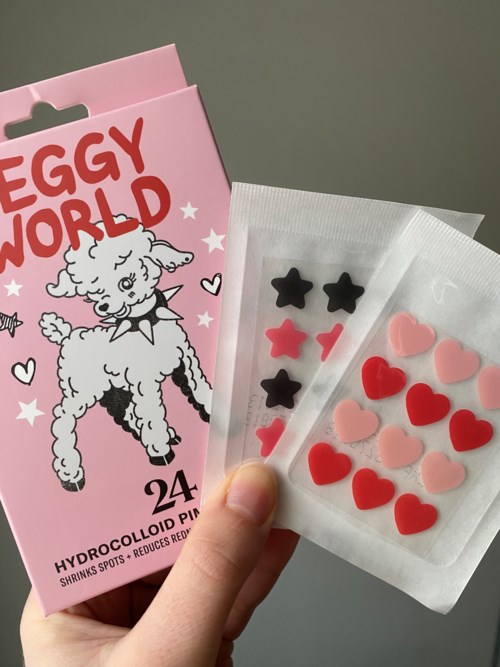 EGGY
WORLD
24
HYDROCOLLOID
SHRINKS SPOTS + REDUCES